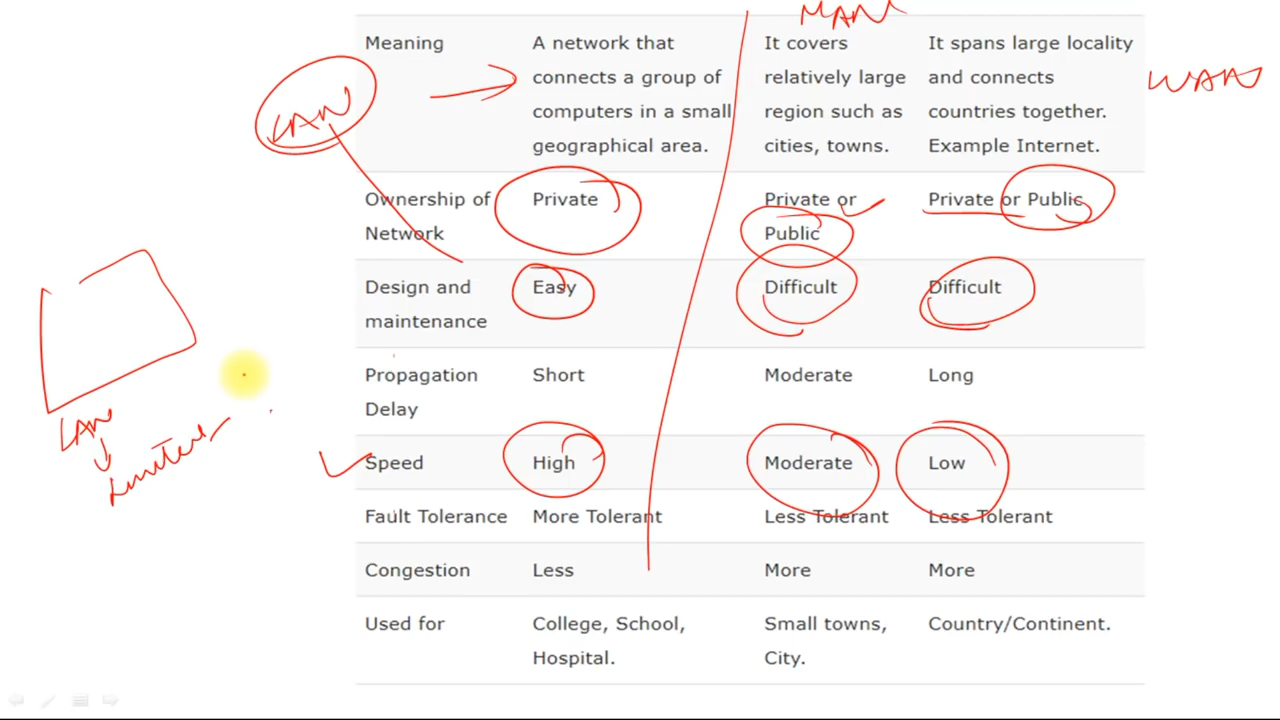 MAN
Meaning A network that It covers It spans large locality
connects a group of relatively large and connects WAN
LAN computers in a small region such as countries together.
geographical area. cities, towns. Example Internet.
Ownership of Private Private or Private or Public
Network Public
Design and Easy Difficult Difficult
maintenance
Propagation Short Moderate Long
Delay
LAN
Speed High Moderate Low
Fault Tolerance More Tolerant Less Tolerant Less Tolerant
Congestion Less More More
Used for College, School, Small towns, Country/Continent.
Hospital. City.